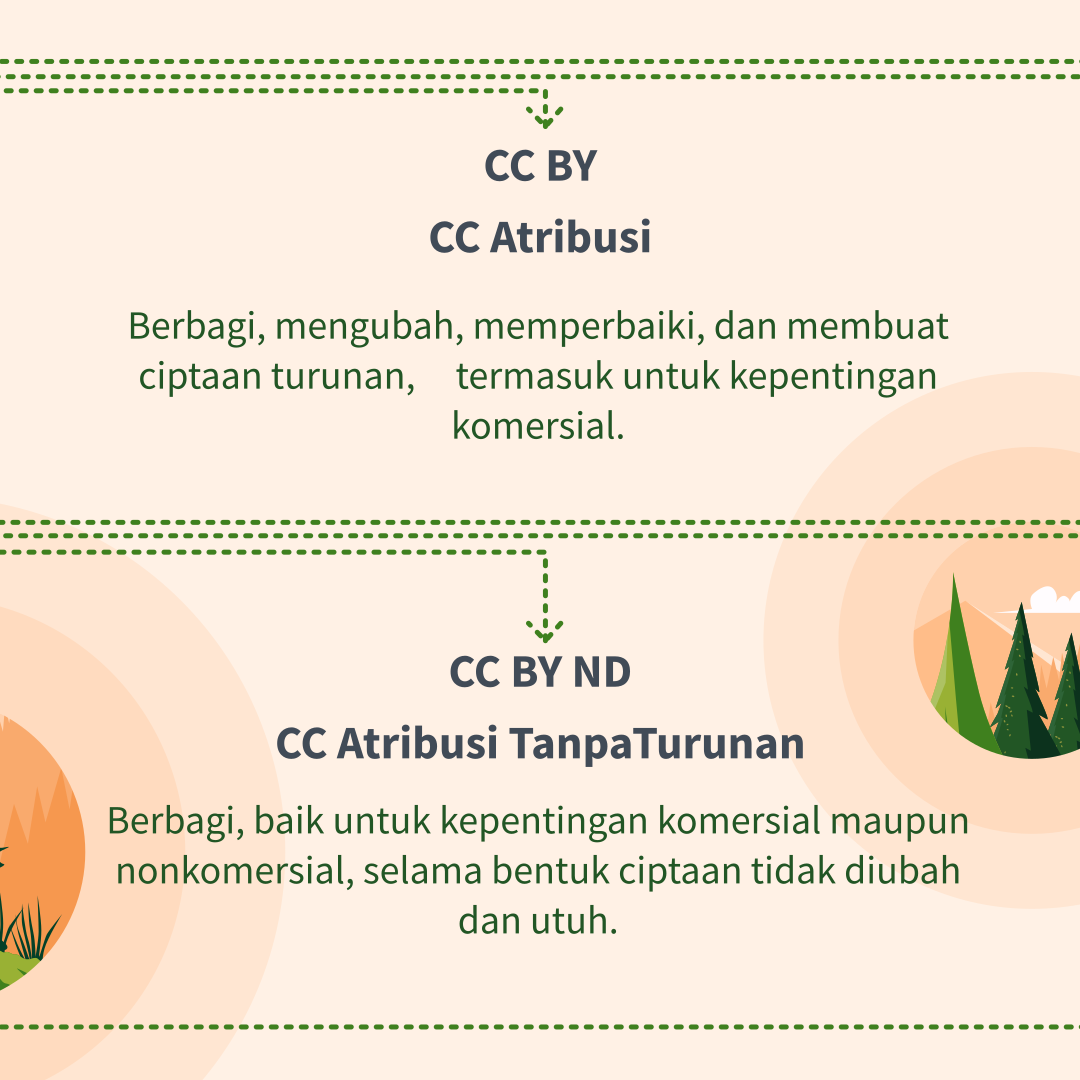 CC BY
CC Atribusi
Berbagi, mengubah, memperbaiki, dan membuat
ciptaan turunan, termasuk untuk kepentingan
komersial.
CC BY ND
CC Atribusi TanpaTurunan
Berbagi, baik untuk kepentingan komersial maupun
nonkomersial, selama bentuk ciptaan tidak diubah
dan utuh.